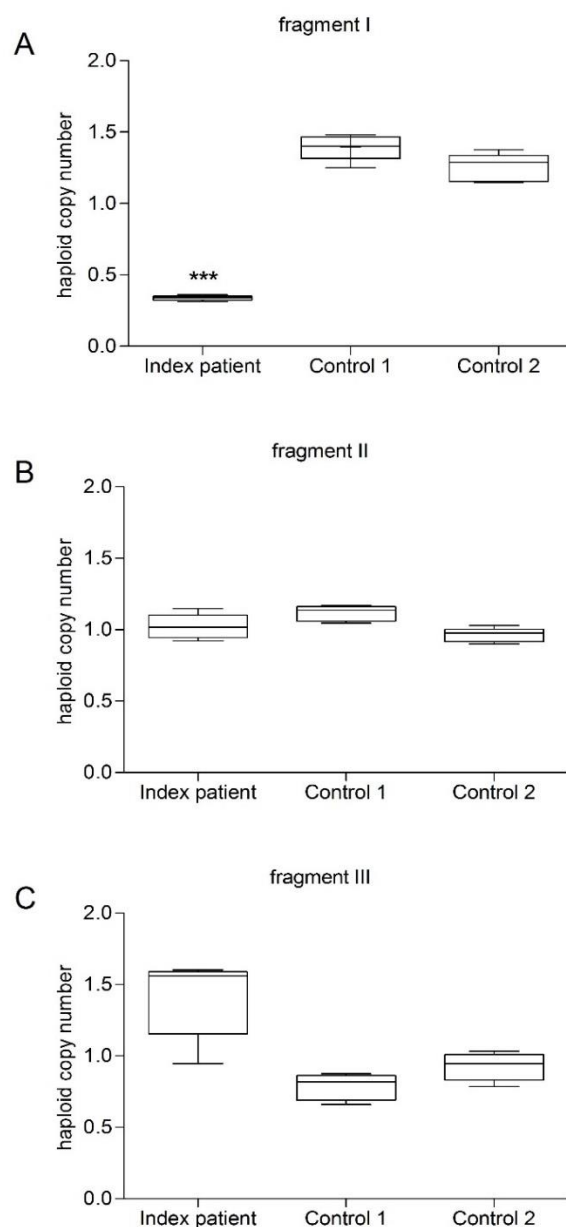 fragment I
A
haploid copy number
2.0
1.5
1.0
0.5
0.0
***
Index patient Control 1 Control 2
fragment II
B
haploid copy number
2.0
1.5
1.0
0.5
0.0
Index patient Control 1 Control 2
fragment III
C
haploid copy number
2.0
1.5
1.0
0.5
0.0
Index patient Control 1 Control 2